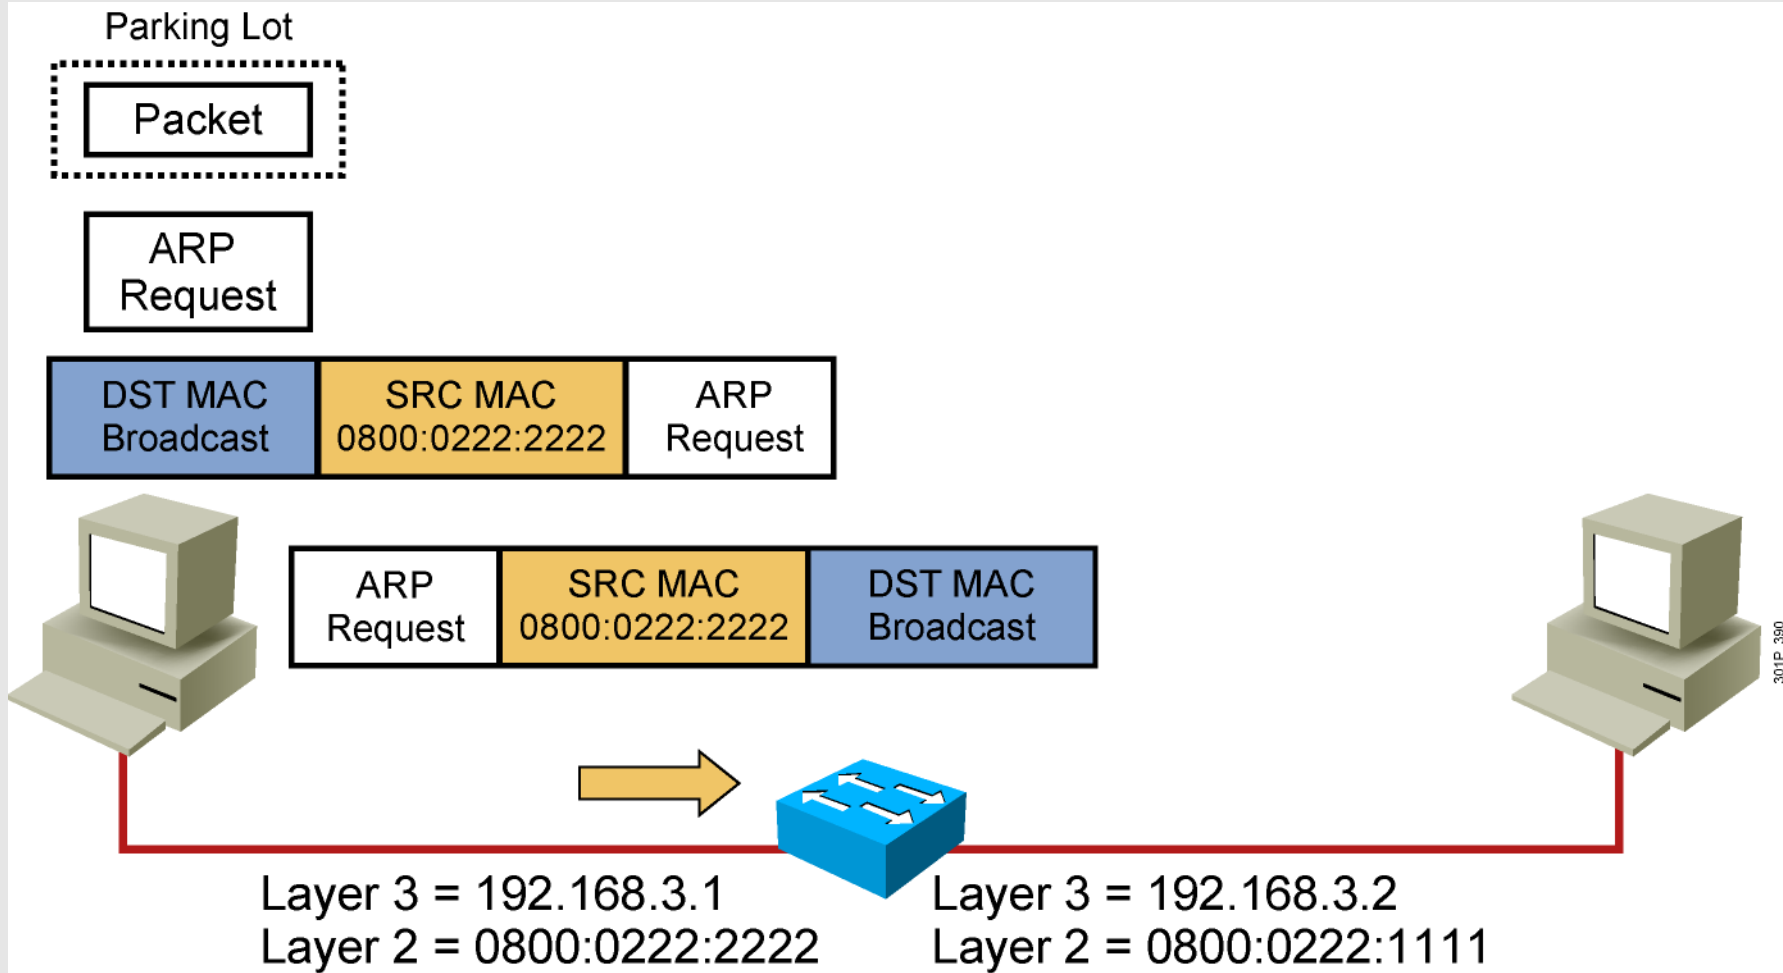 Parking Lot
Packet
ARP
Request
DST MAC
Broadcast
SRC MAC
0800:0222:2222
ARP
Request
ARP
Request
SRC MAC
0800:0222:2222
DST MAC
Broadcast
301P_390
Layer 3 = 192.168.3.1
Layer 2 = 0800:0222:2222
Layer 3 = 192.168.3.2
Layer 2 = 0800:0222:1111